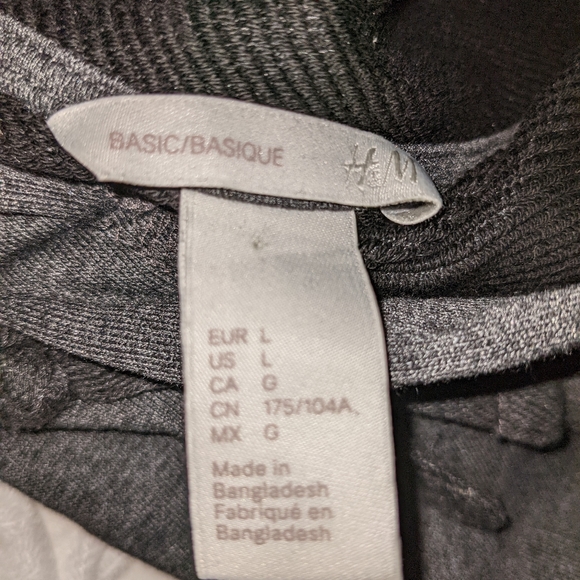 BASIC/BASIQUE H&M
EUR L
US L
CA G
CN 175/104A,
MX G
Made in
Bangladesh
Fabriqué en
Bangladesh